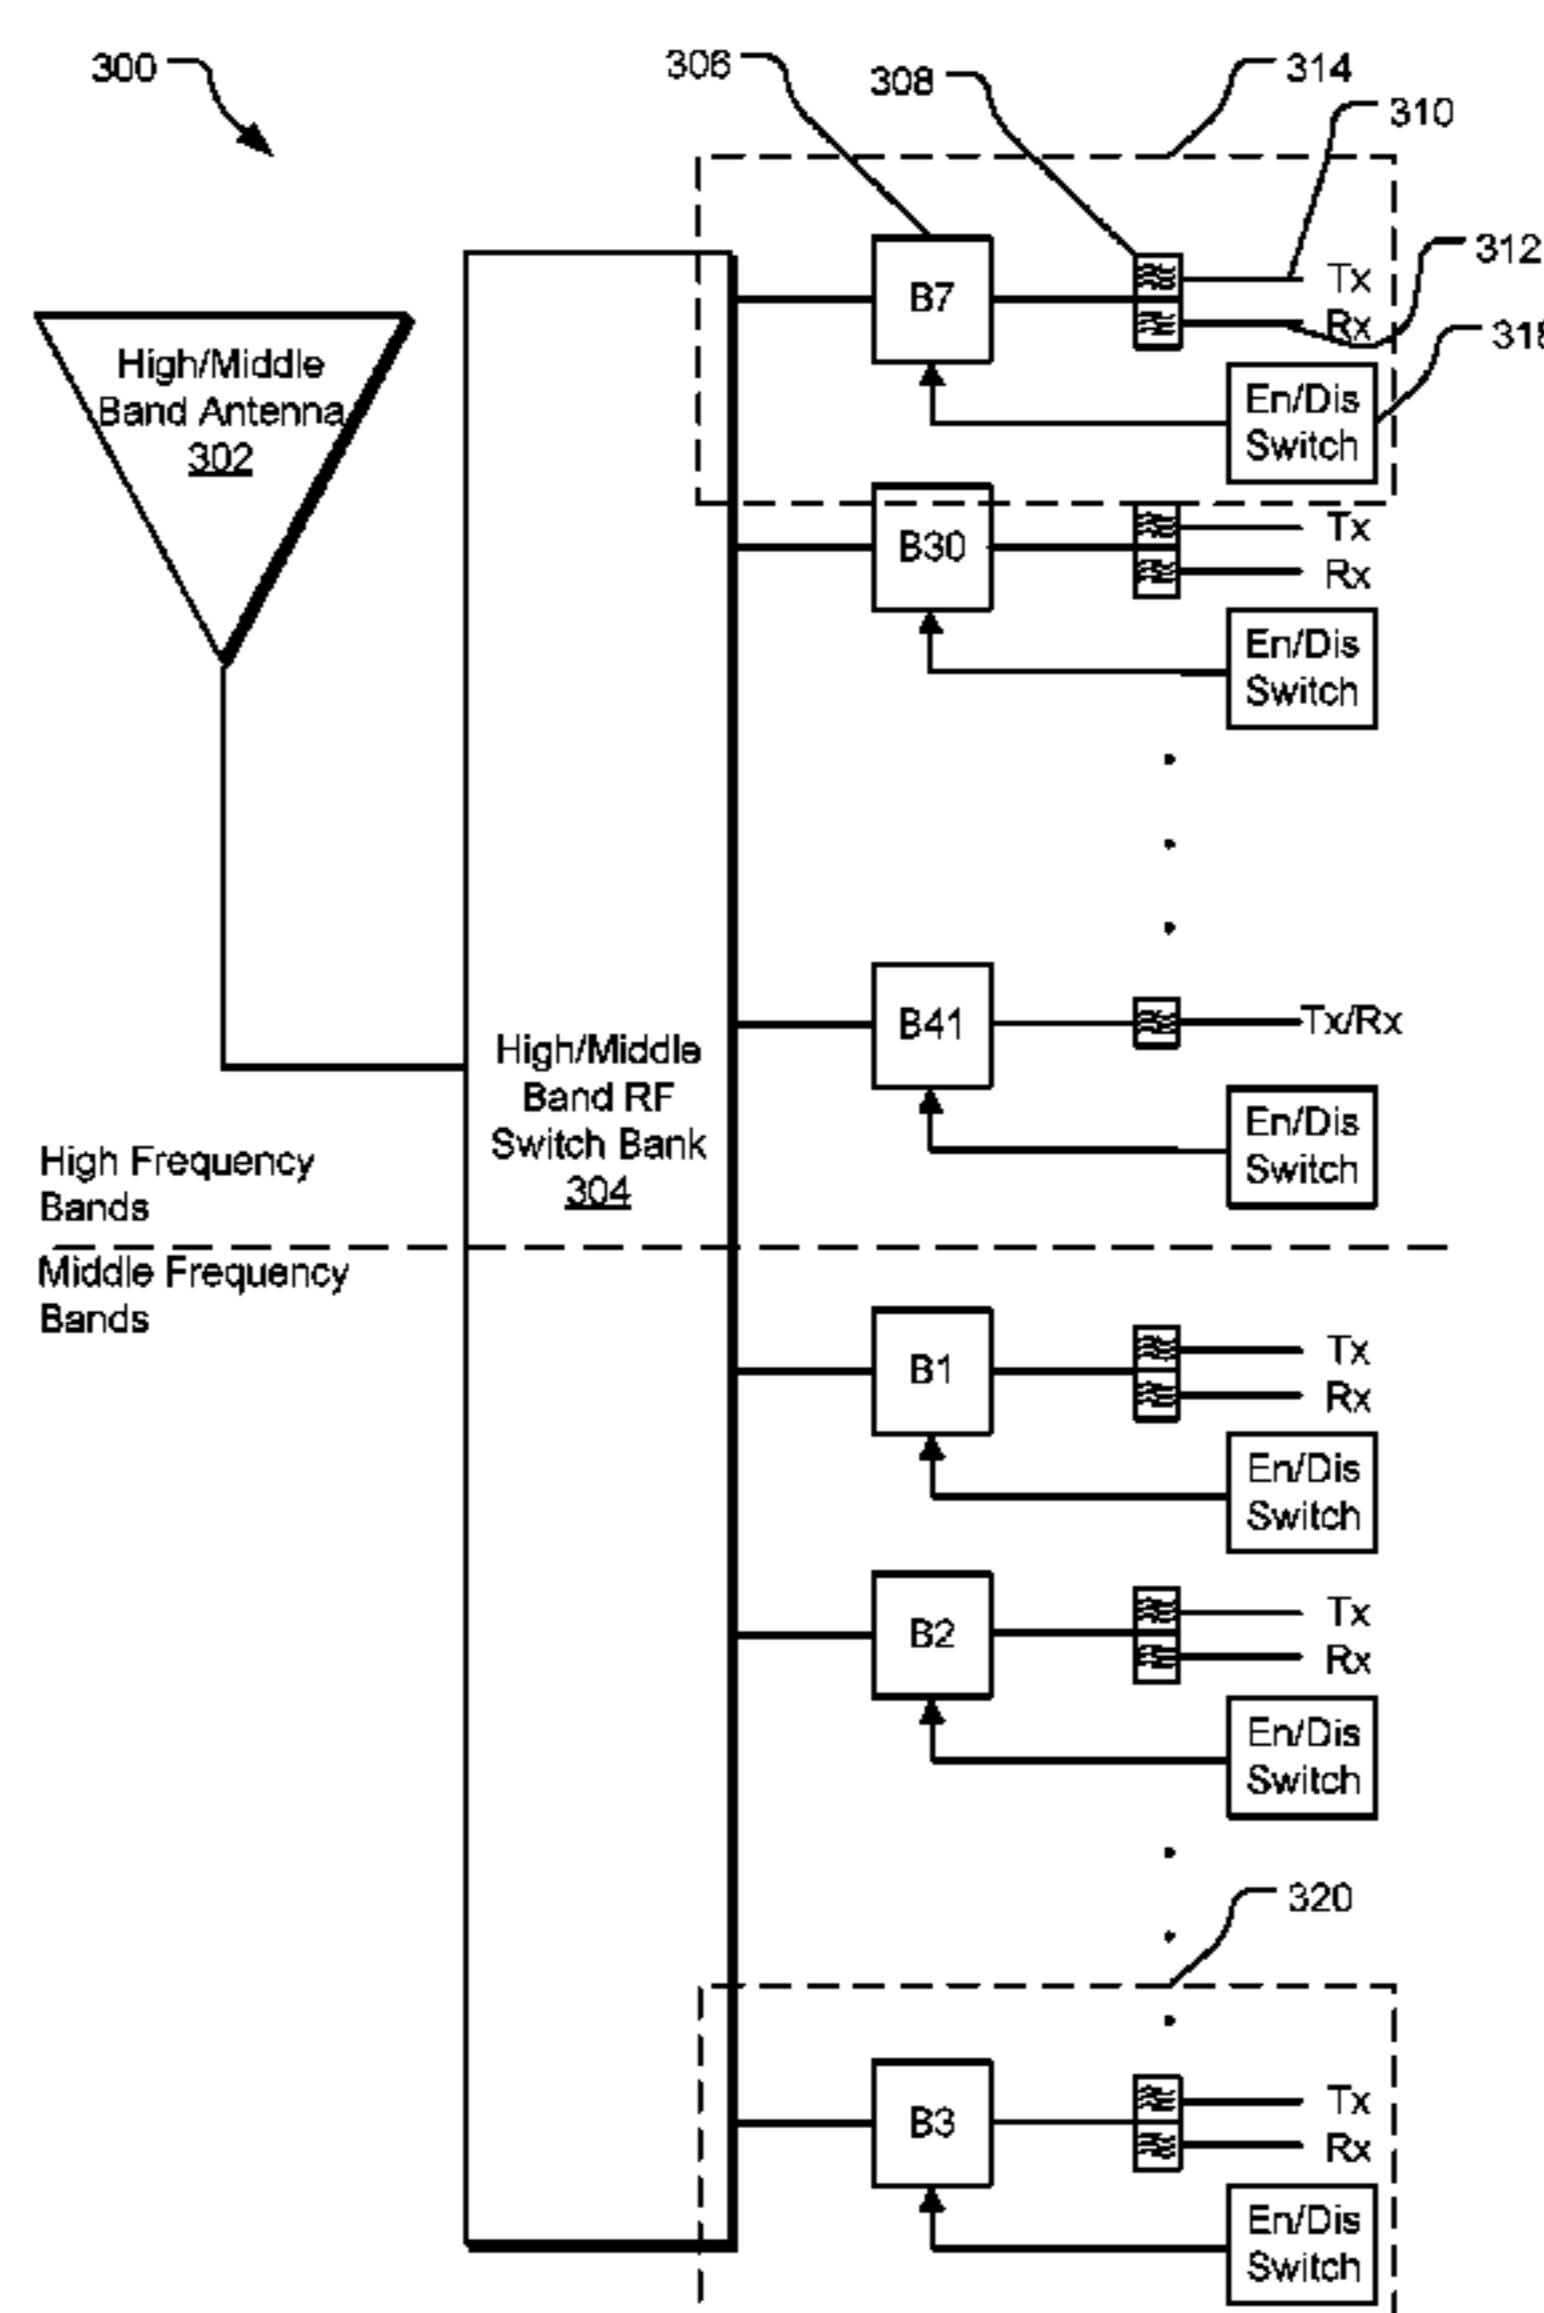 300
306
308
314
310
312
B7
Tx
Rx
High/Middle
Band Antenna
302
En/Dis
Switch
B30
Tx
Rx
En/Dis
Switch
B41
Tx/Rx
En/Dis
Switch
High/Middle
Band RF
Switch Bank
304
High Frequency
Bands
Middle Frequency
Bands
B1
Tx
Rx
En/Dis
Switch
B2
Tx
Rx
En/Dis
Switch
320
B3
Tx
Rx
En/Dis
Switch